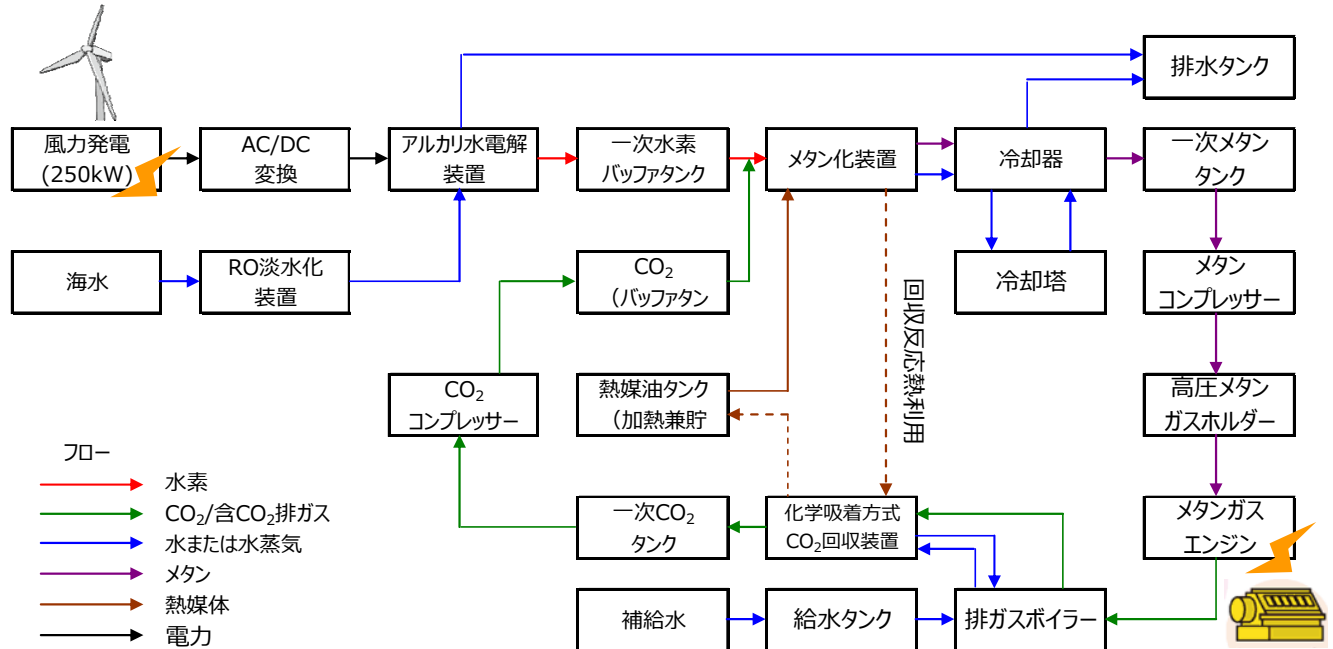 排水タンク
風力発電
(250kW)
AC/DC
変換
アルカリ水電解
装置
一次水素
バッファタンク
メタン化装置
冷却器
一次メタン
タンク
海水
RO淡水化
装置
CO₂
(バッファタン
冷却塔
メタン
コンプレッサー
回収反応熱利用
CO₂
コンプレッサー
熱媒油タンク
(加熱兼貯
高圧メタン
ガスホルダー
フロー
水素
CO₂/含CO₂排ガス
水または水蒸気
メタン
熱媒体
電力
一次CO₂
タンク
化学吸着方式
CO₂回収装置
メタンガス
エンジン
補給水
給水タンク
排ガスボイラー